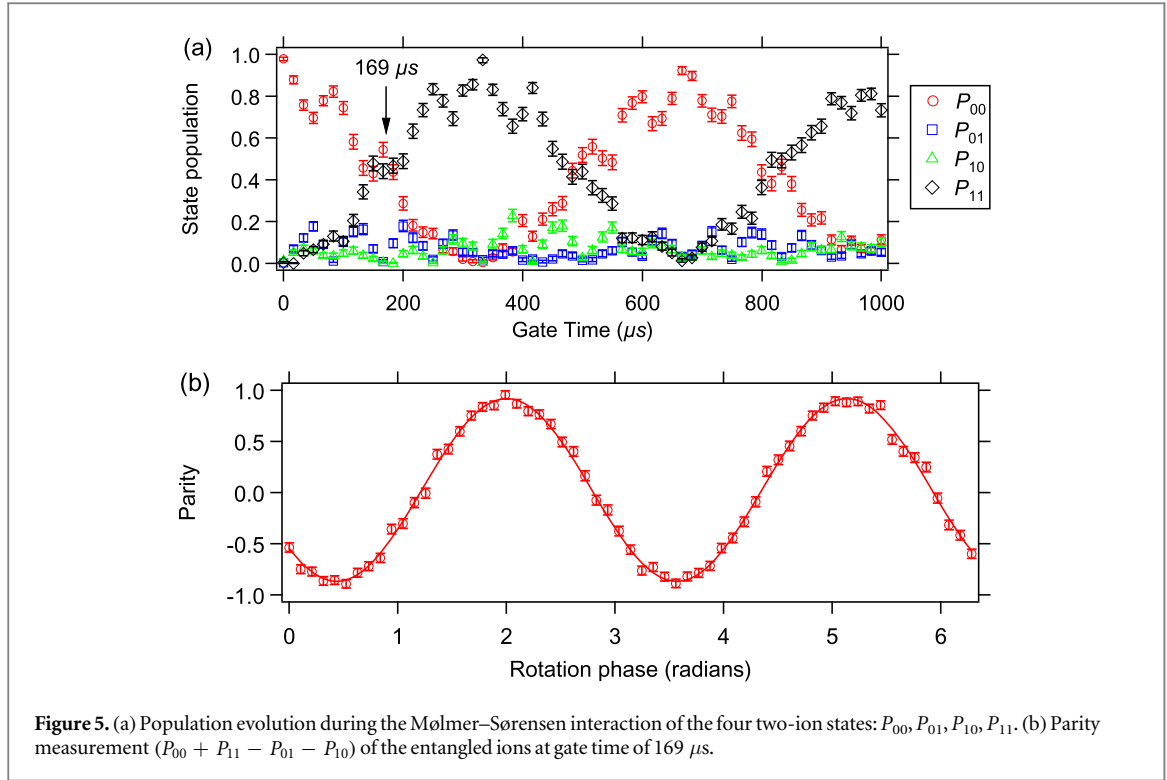 (a)
1.0
0.8
0.6
0.4
0.2
0.0
State population
169 µs
P00
P01
P10
P11
0 200 400 600 800 1000
Gate Time (µs)
(b)
1.0
0.5
0.0
-0.5
-1.0
Parity
0 1 2 3 4 5 6
Rotation phase (radians)
Figure 5. (a) Population evolution during the Mølmer–Sørensen interaction of the four two-ion states: P00, P01, P10, P11. (b) Parity
measurement (P00 + P11 − P01 − P10) of the entangled ions at gate time of 169 µs.